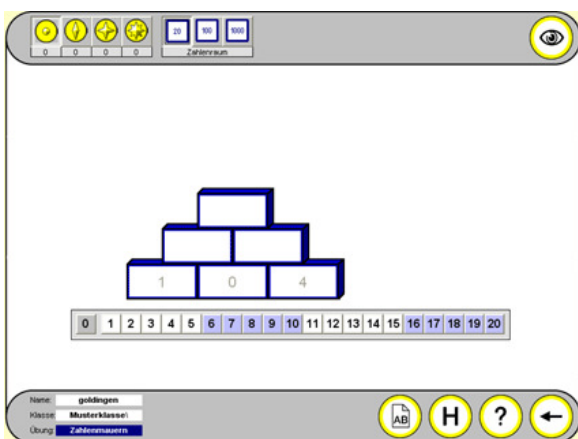 20 100 1000
0 0 0 0 Zahlenraum
1 0 4
0 1 2 3 4 5 6 7 8 9 10 11 12 13 14 15 16 17 18 19 20
Name: goldingen
Klasse: Musterklasse\
Übung: Zahlenmauern
AB H ?